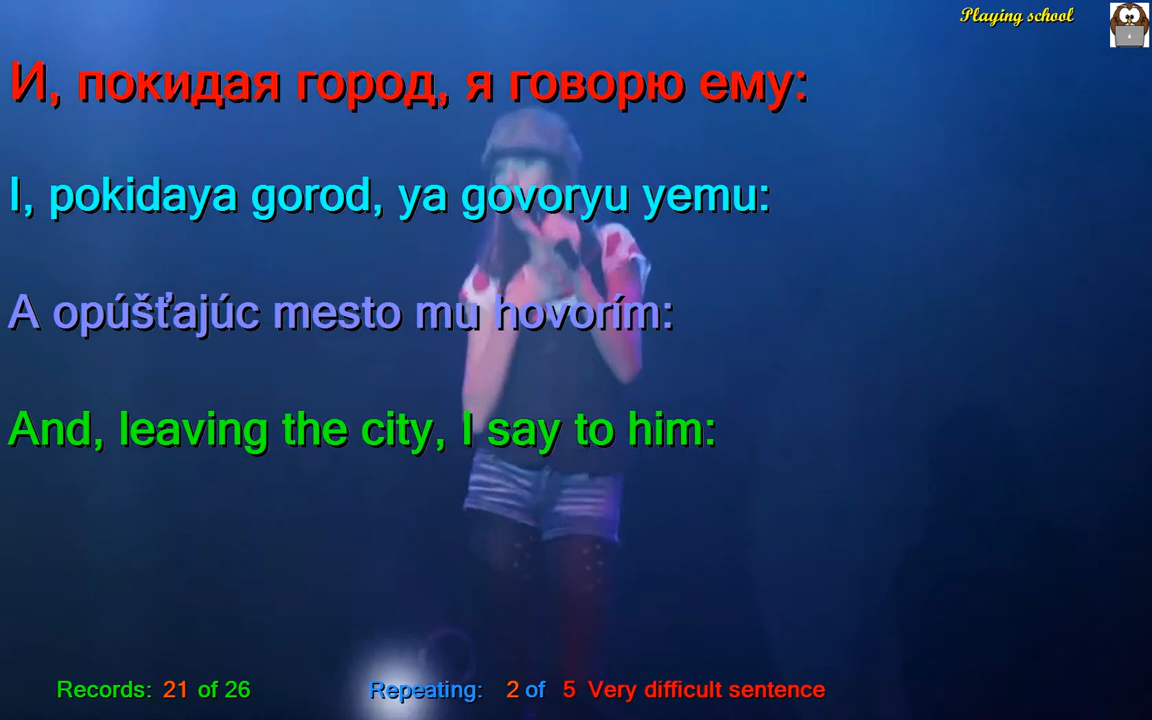 Playing school
И, покидая город, я говорю ему:
I, pokidaya gorod, ya govoryu yemu:
A opúšťajúc mesto mu hovorím:
And, leaving the city, I say to him:
Records: 21 of 26 Repeating: 2 of 5 Very difficult sentence